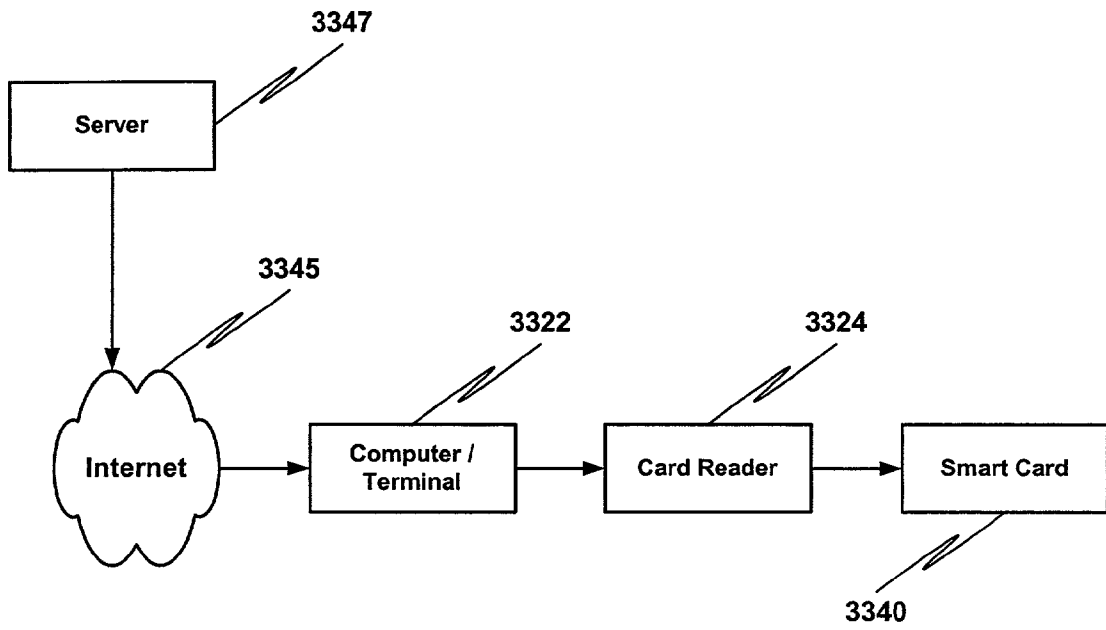 3347
Server
3345
3322
3324
Internet
Computer /
Terminal
Card Reader
Smart Card
3340